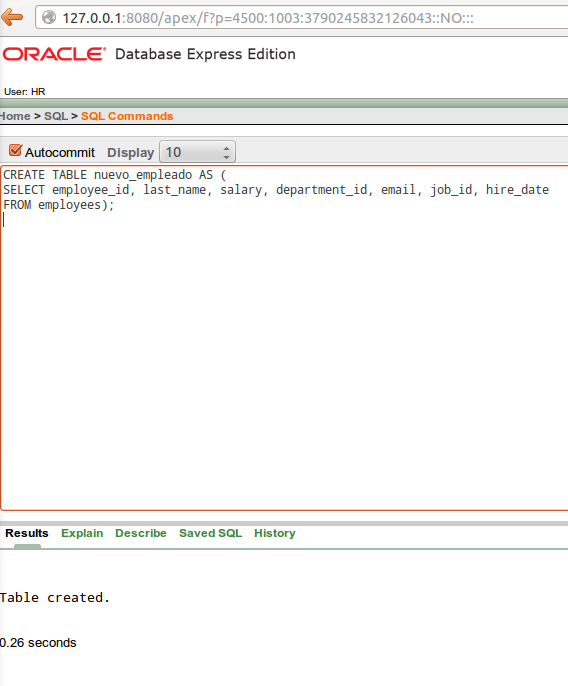 127.0.0.1:8080/apex/f?p=4500:1003:3790245832126043::NO:::
ORACLE® Database Express Edition
User: HR
Home > SQL > SQL Commands
Autocommit Display 10
CREATE TABLE nuevo_empleado AS (
SELECT employee_id, last_name, salary, department_id, email, job_id, hire_date
FROM employees);
Results Explain Describe Saved SQL History
Table created.
0.26 seconds